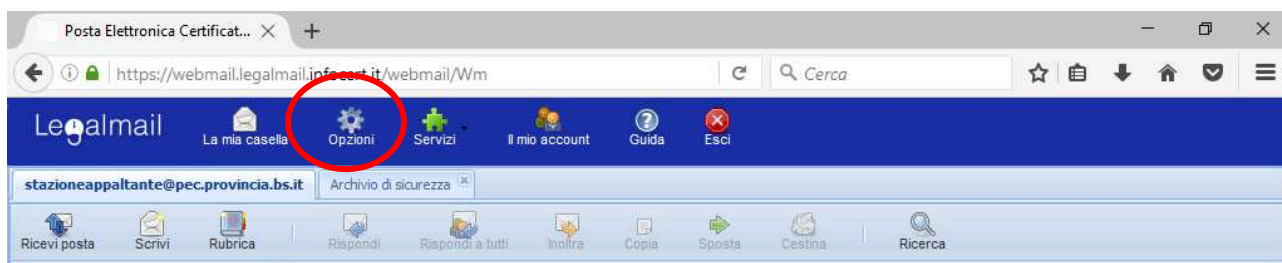 Posta Elettronica Certificat...
https://webmail.legalmail.infocert.it/webmail/Wm
Cerca
Legalmail
La mia casella
Opzioni
Servizi
Il mio account
Guida
Esci
stazioneappaltante@pec.provincia.bs.it
Archivio di sicurezza
Ricevi posta
Scrivi
Rubrica
Rispondi
Rispondi a tutti
Inoltra
Copia
Sposta
Cestina
Ricerca